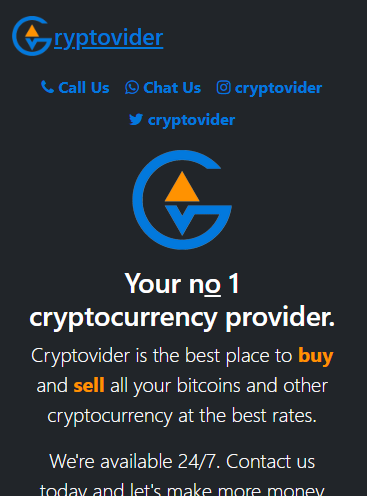 ryptovider
Call Us Chat Us cryptovider
cryptovider
Your no 1
cryptocurrency provider.
Cryptovider is the best place to buy
and sell all your bitcoins and other
cryptocurrency at the best rates.
We're available 24/7. Contact us
today and let's make more money